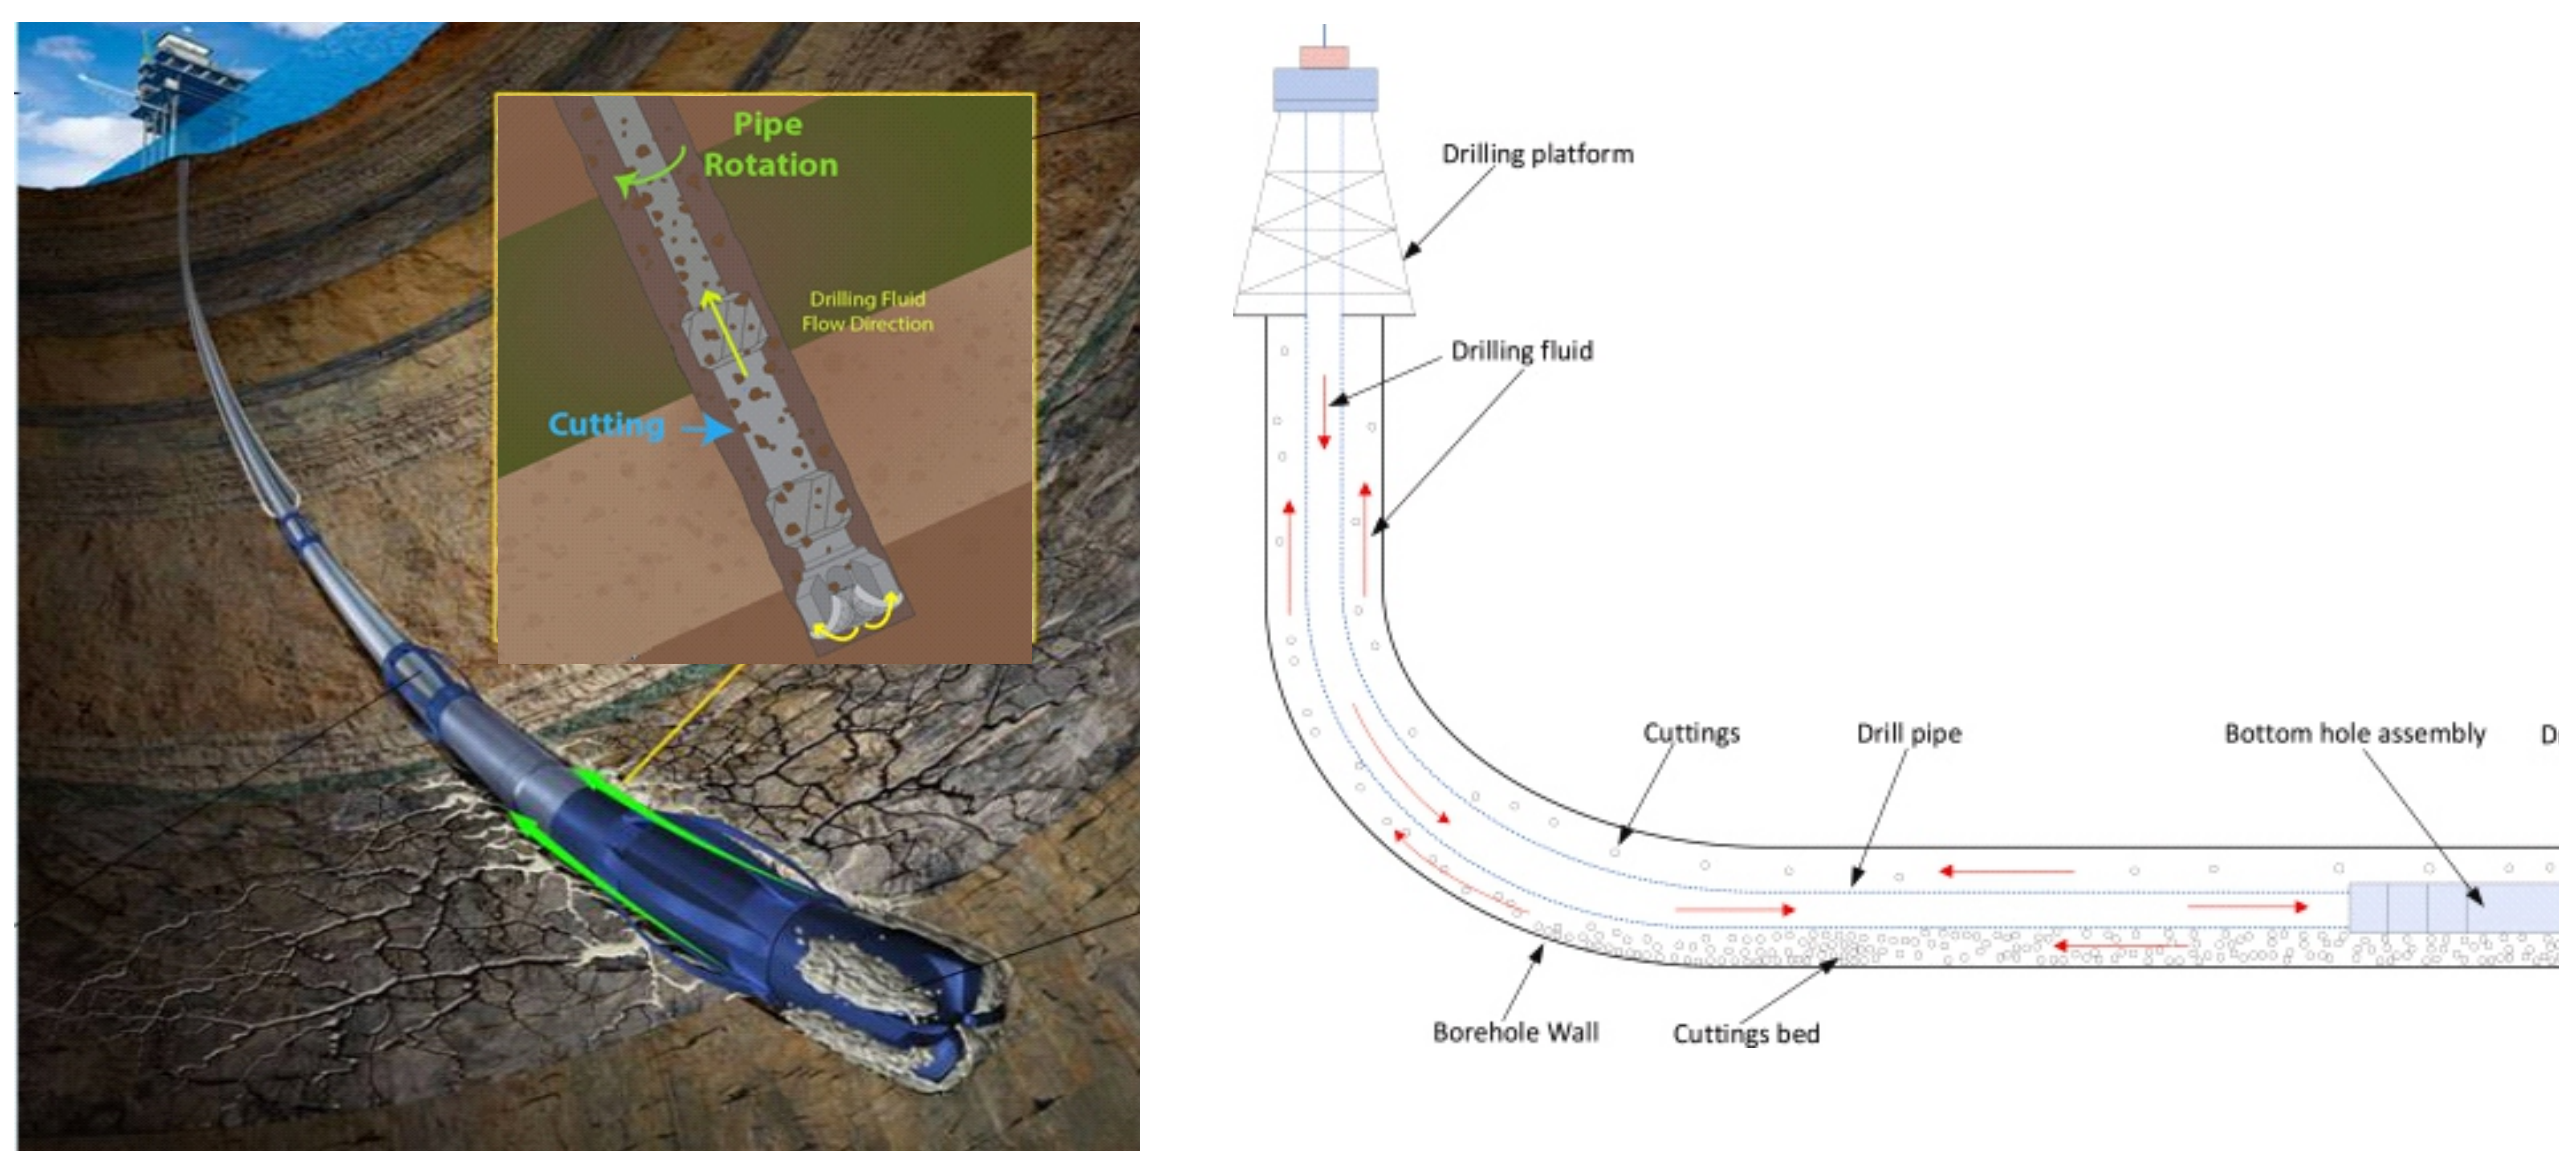 Pipe
Rotation
Drilling Fluid
Flow Direction
Cutting
Drilling platform
Drilling fluid
Cuttings
Drill pipe
Bottom hole assembly
Borehole Wall
Cuttings bed